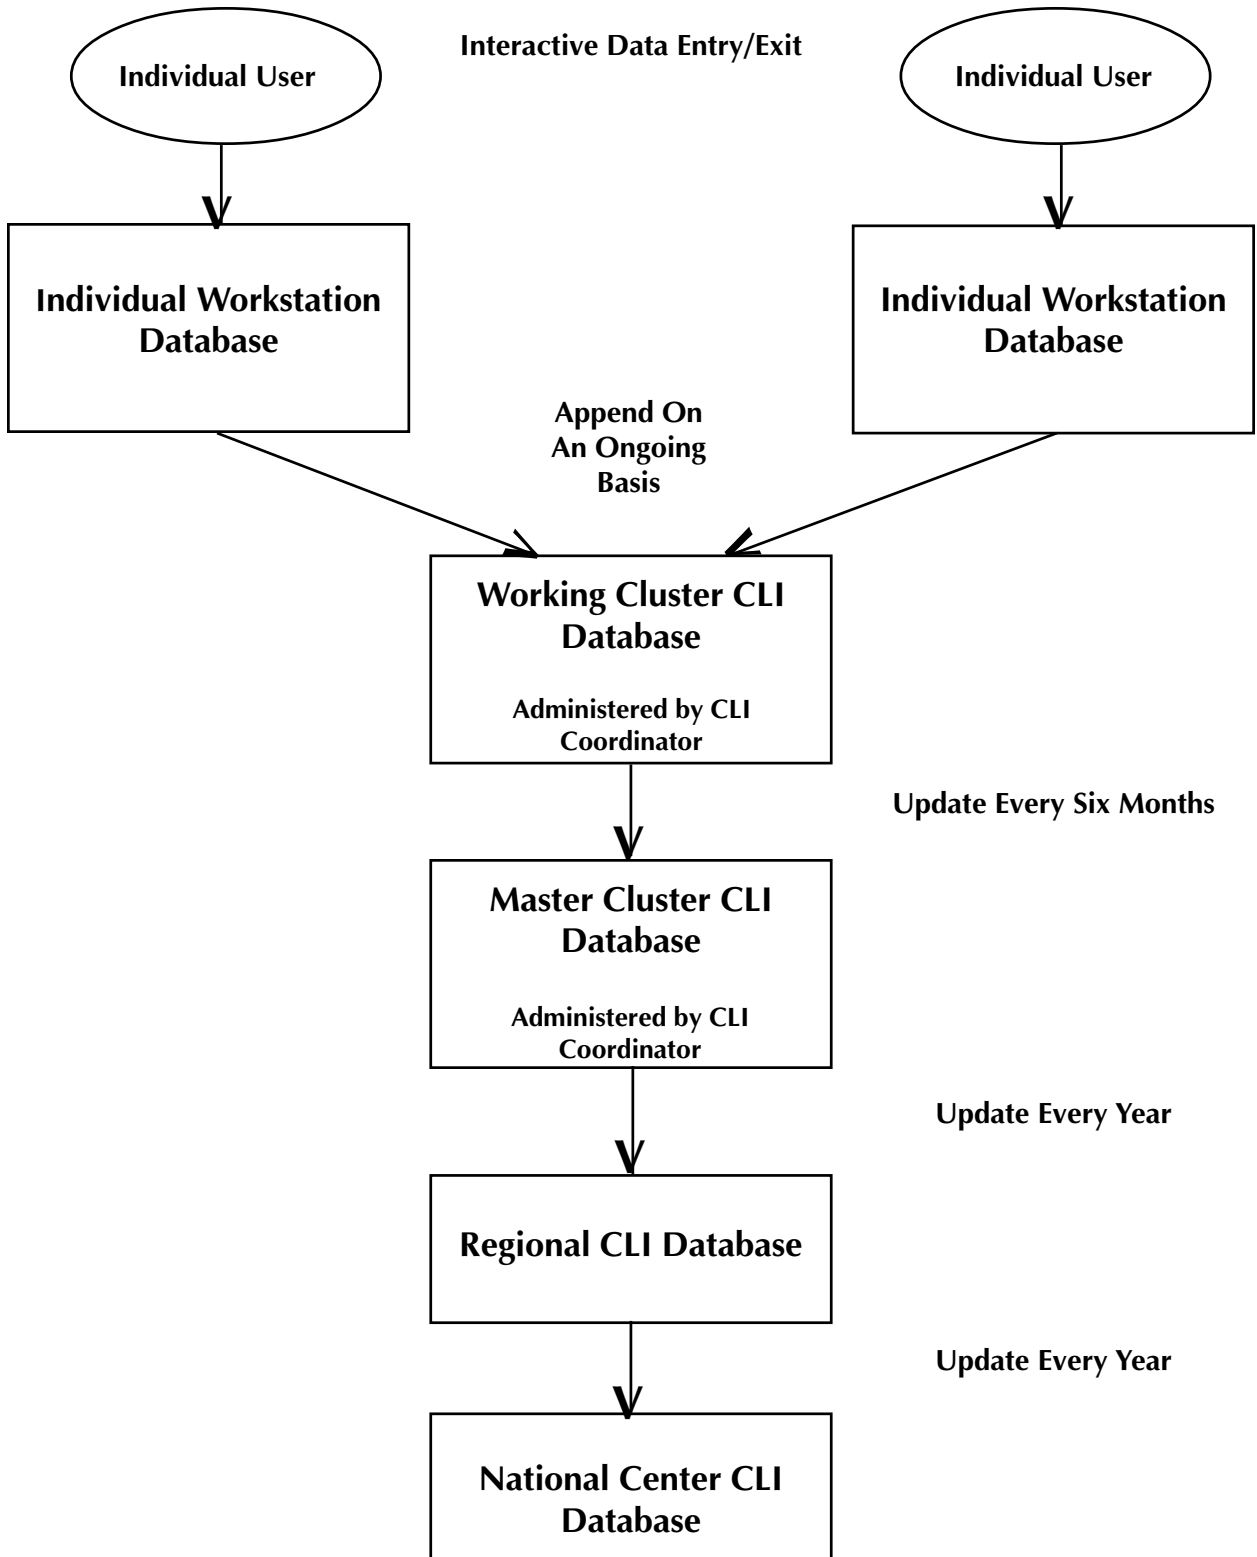 Interactive Data Entry/Exit
Individual User
Individual User
Individual Workstation
Database
Individual Workstation
Database
Append On
An Ongoing
Basis
Working Cluster CLI
Database
Administered by CLI
Coordinator
Update Every Six Months
Master Cluster CLI
Database
Administered by CLI
Coordinator
Update Every Year
Regional CLI Database
Update Every Year
National Center CLI
Database